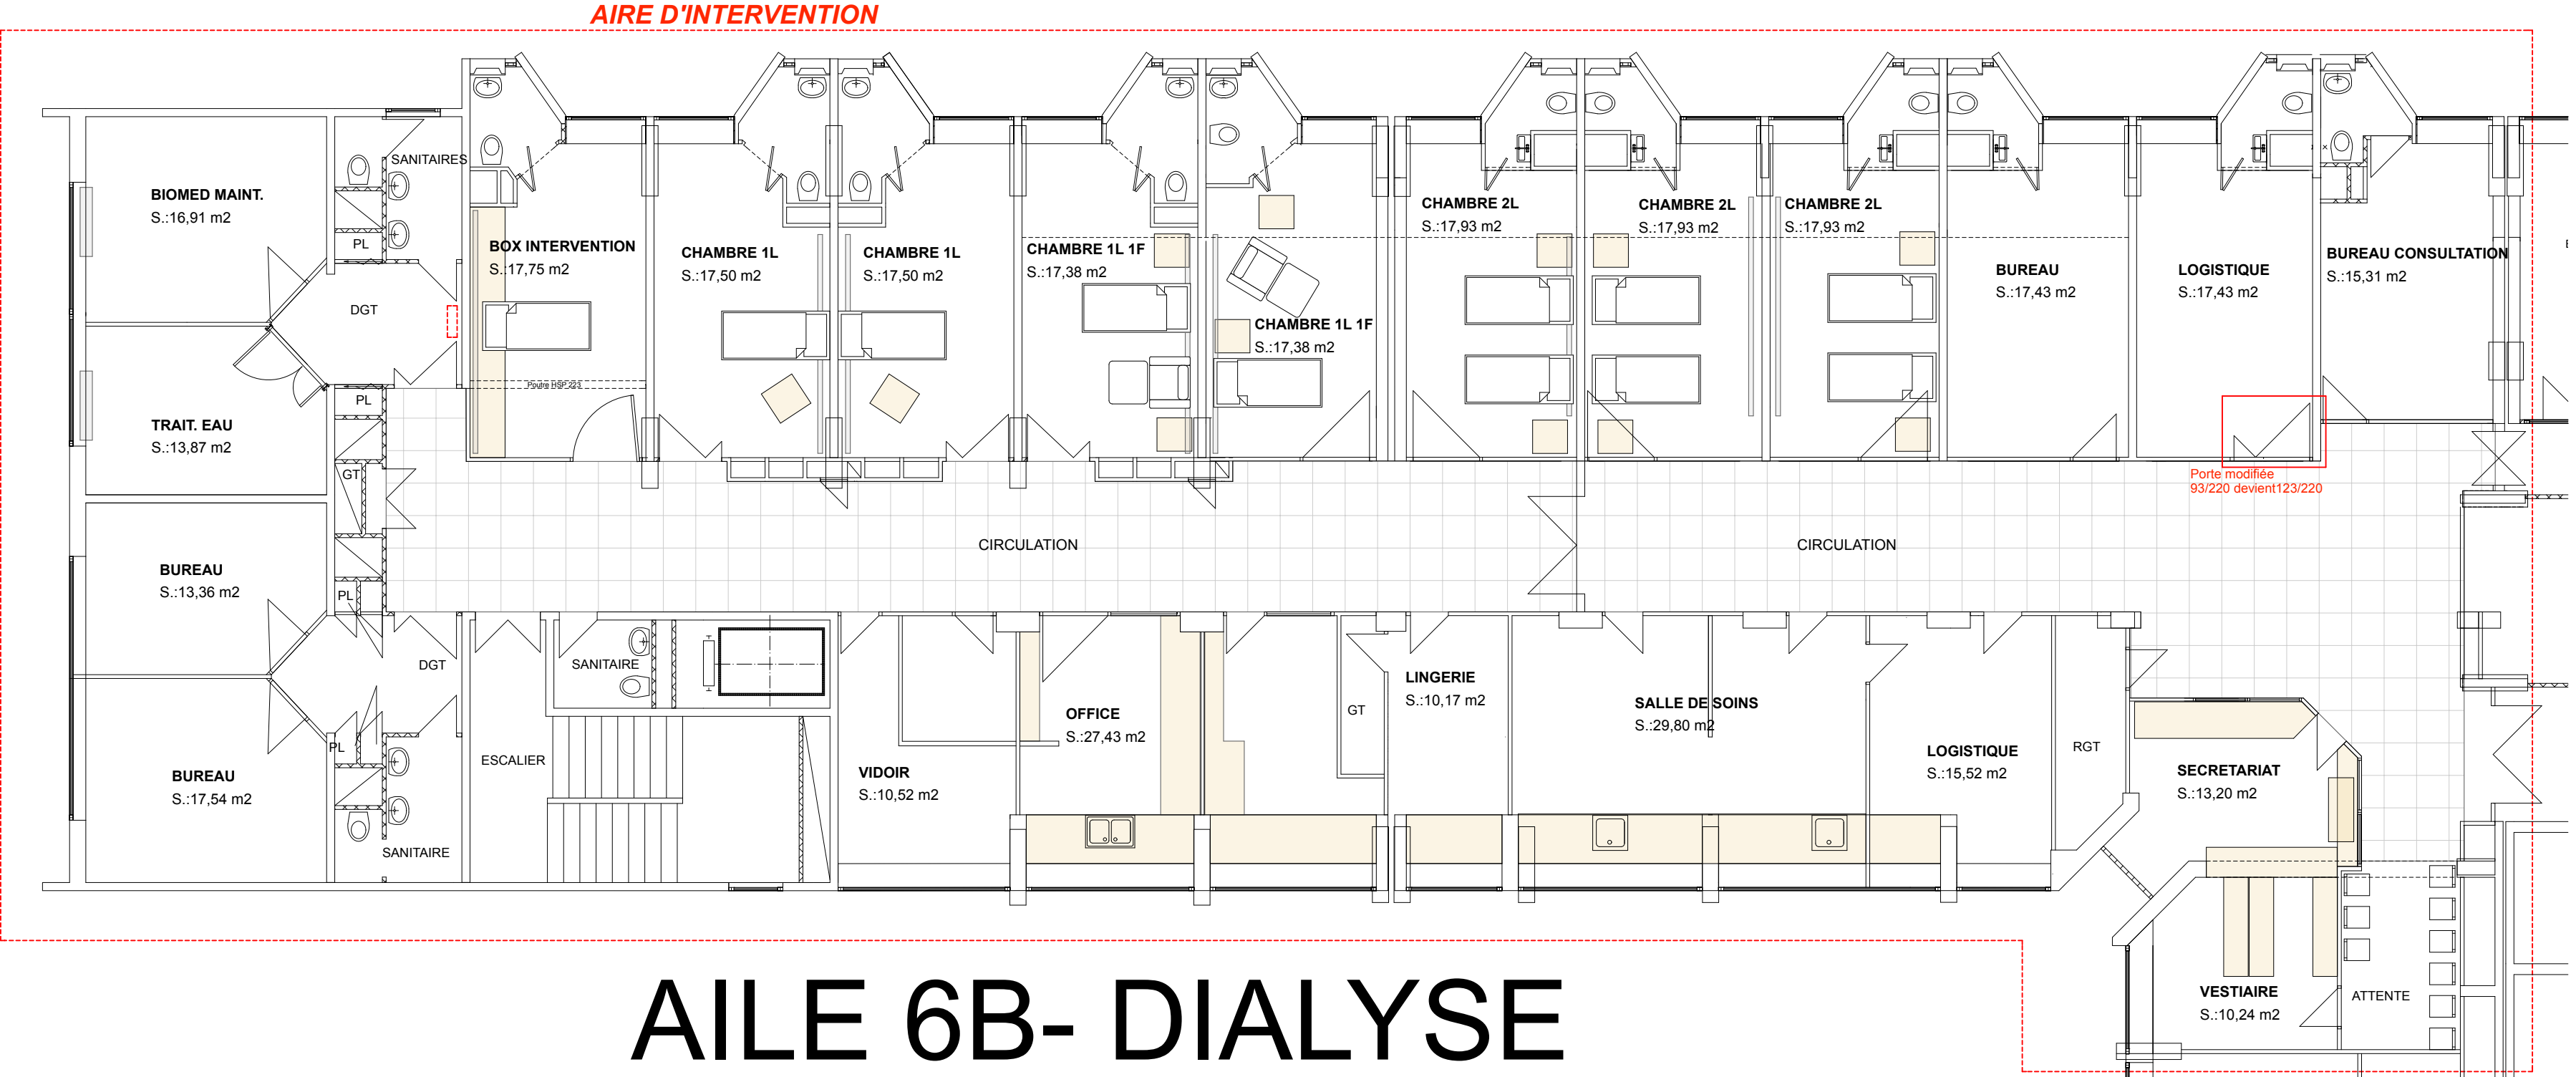 AIRE D'INTERVENTION
SANITAIRES
BIOMED MAINT.
S.:16,91 m2
PL
DGT
BOX INTERVENTION
S.:17,75 m2
Poutre HSP 223
CHAMBRE 1L
S.:17,50 m2
CHAMBRE 1L
S.:17,50 m2
CHAMBRE 1L 1F
S.:17,38 m2
CHAMBRE 1L 1F
S.:17,38 m2
CHAMBRE 2L
S.:17,93 m2
CHAMBRE 2L
S.:17,93 m2
CHAMBRE 2L
S.:17,93 m2
BUREAU
S.:17,43 m2
LOGISTIQUE
S.:17,43 m2
BUREAU CONSULTATION
S.:15,31 m2
TRAIT. EAU
S.:13,87 m2
PL
GT
Porte modifiée
93/220 devient123/220
CIRCULATION
CIRCULATION
BUREAU
S.:13,36 m2
PL
DGT
SANITAIRE
ESCALIER
BUREAU
S.:17,54 m2
PL
SANITAIRE
VIDOIR
S.:10,52 m2
OFFICE
S.:27,43 m2
GT
LINGERIE
S.:10,17 m2
SALLE DE SOINS
S.:29,80 m2
LOGISTIQUE
S.:15,52 m2
RGT
SECRETARIAT
S.:13,20 m2
VESTIAIRE
S.:10,24 m2
ATTENTE
AILE 6B- DIALYSE